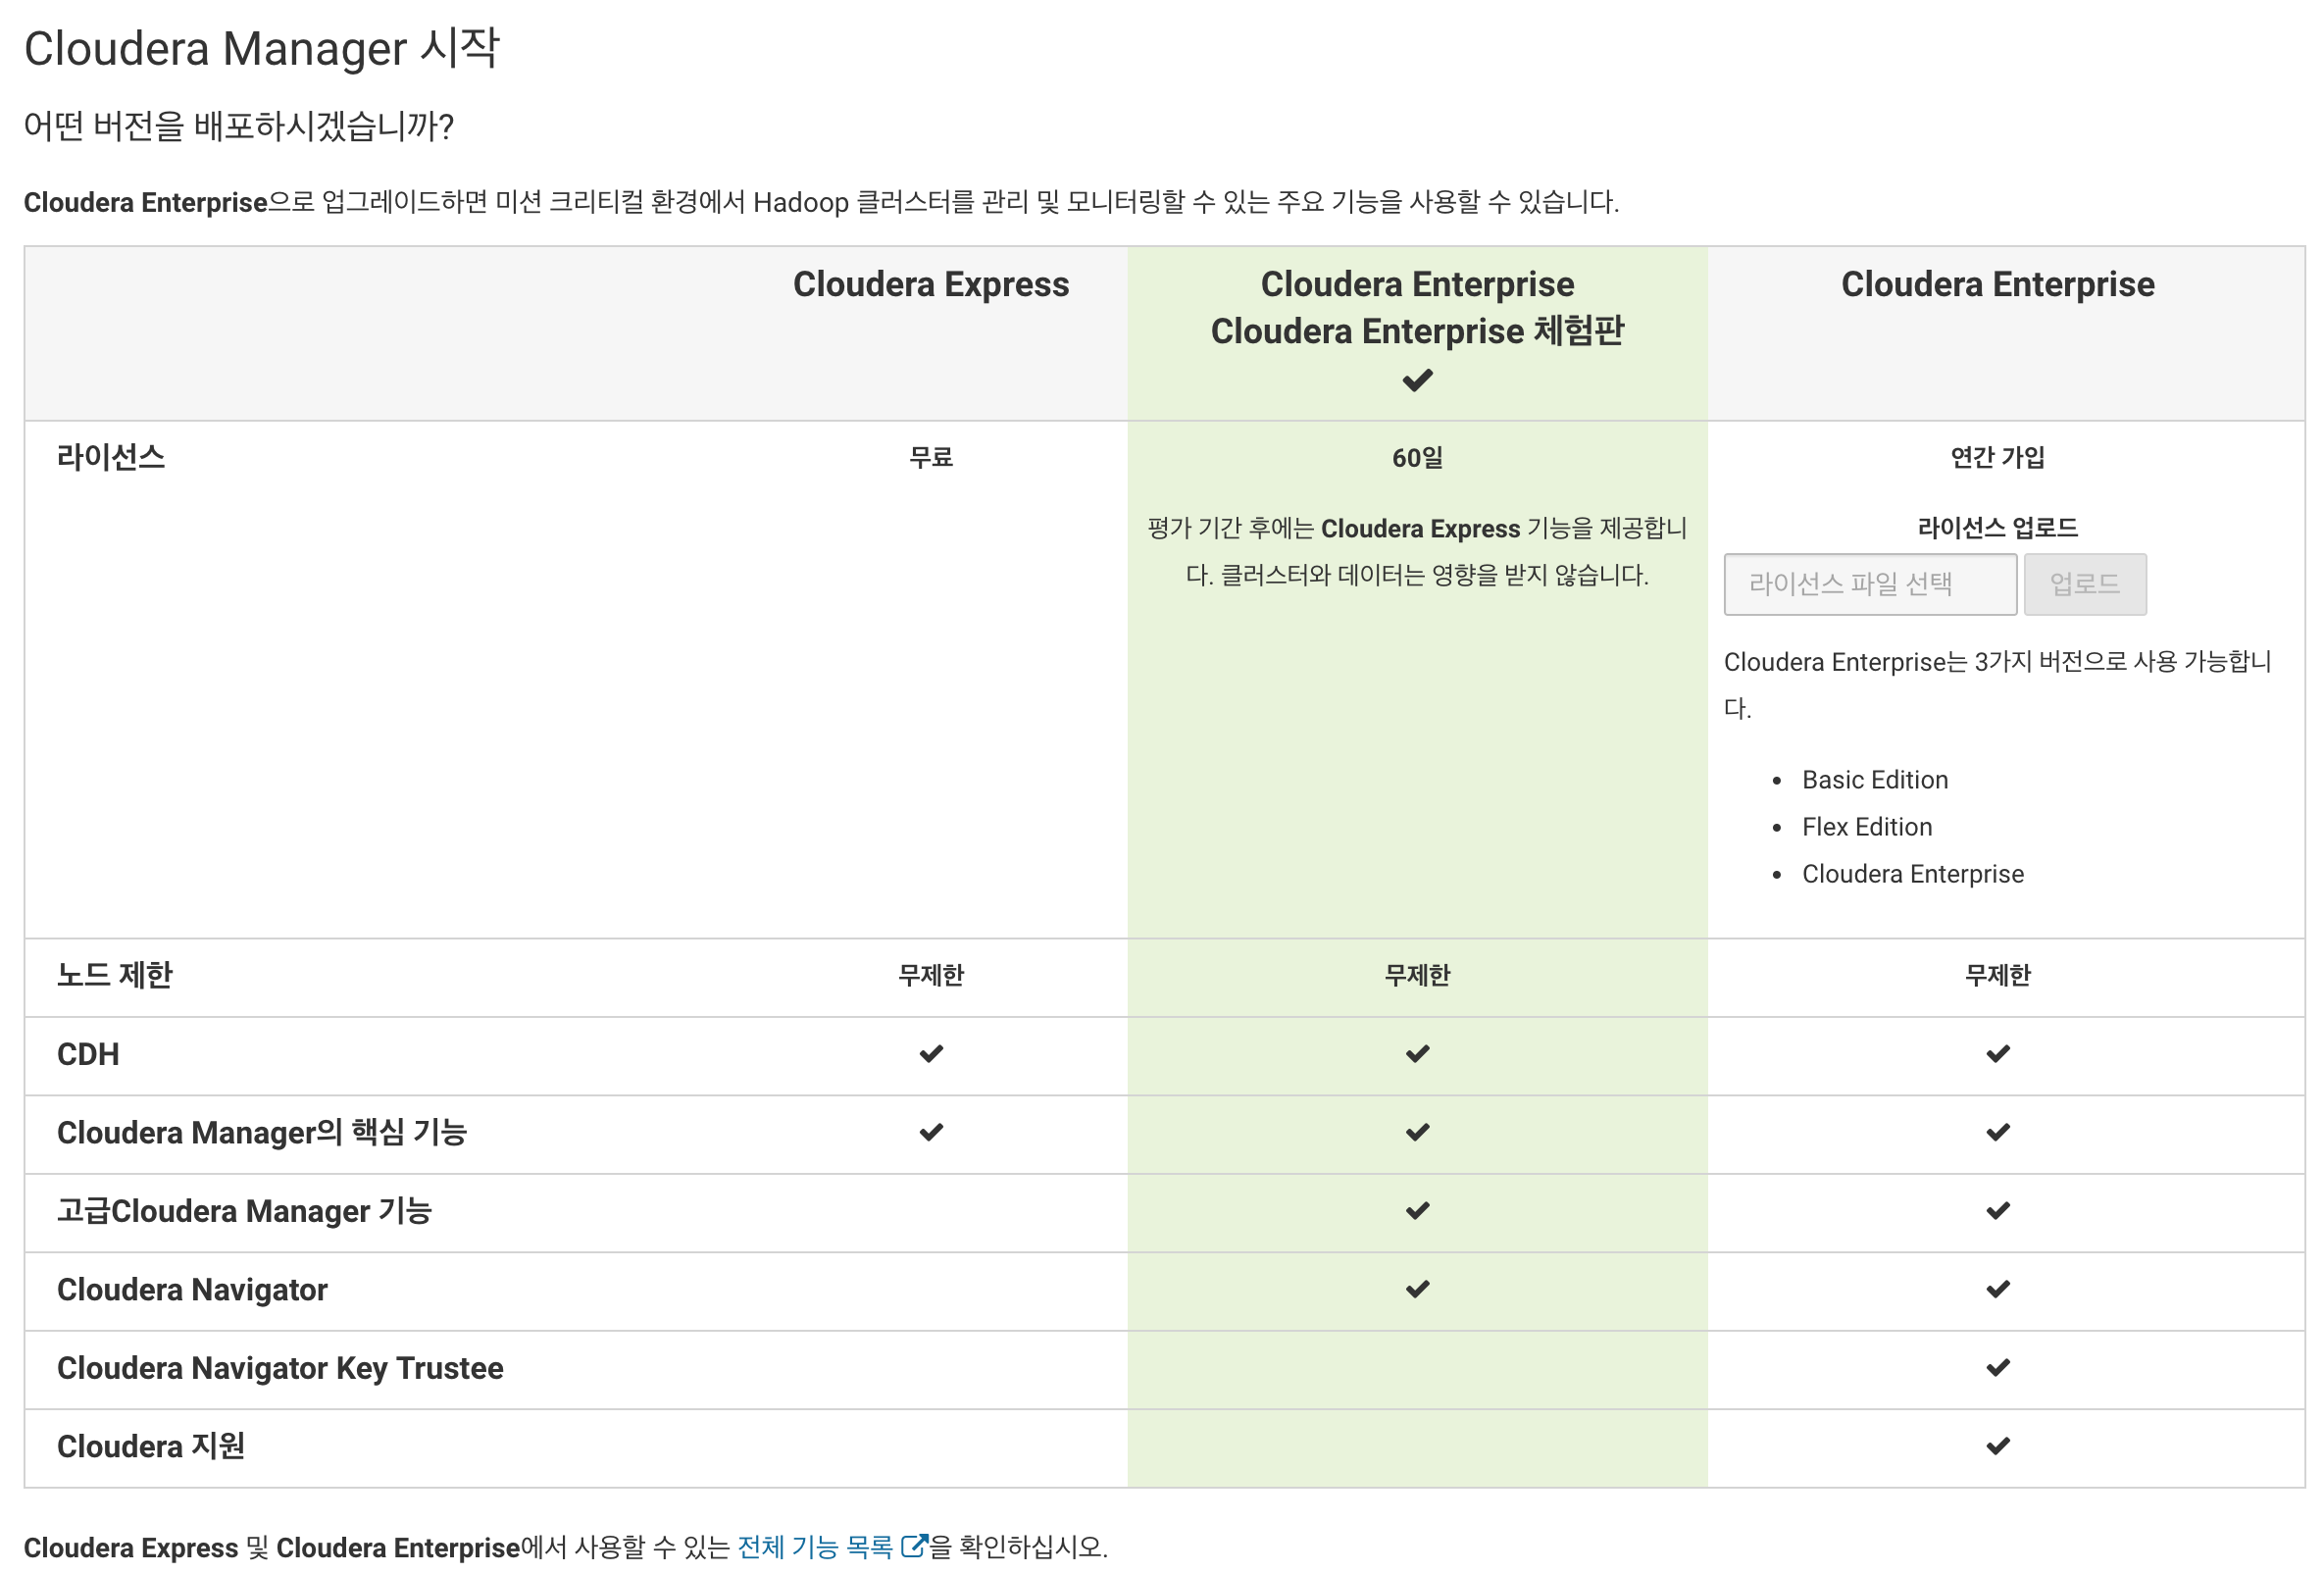 Cloudera Manager 시작
어떤 버전을 배포하시겠습니까?
Cloudera Enterprise으로 업그레이드하면 미션 크리티컬 환경에서 Hadoop 클러스터를 관리 및 모니터링할 수 있는 주요 기능을 사용할 수 있습니다.
Cloudera Express
Cloudera Enterprise
Cloudera Enterprise 체험판
Cloudera Enterprise
라이선스
무료
60일
평가 기간 후에는 Cloudera Express 기능을 제공합니
다. 클러스터와 데이터는 영향을 받지 않습니다.
연간 가입
라이선스 업로드
라이선스 파일 선택 업로드
Cloudera Enterprise는 3가지 버전으로 사용 가능합니
다.
• Basic Edition
• Flex Edition
• Cloudera Enterprise
노드 제한 무제한 무제한 무제한
CDH ✔ ✔ ✔
Cloudera Manager의 핵심 기능 ✔ ✔ ✔
고급Cloudera Manager 기능 ✔ ✔
Cloudera Navigator ✔ ✔
Cloudera Navigator Key Trustee ✔
Cloudera 지원 ✔
Cloudera Express 및 Cloudera Enterprise에서 사용할 수 있는 전체 기능 목록 을 확인하십시오.